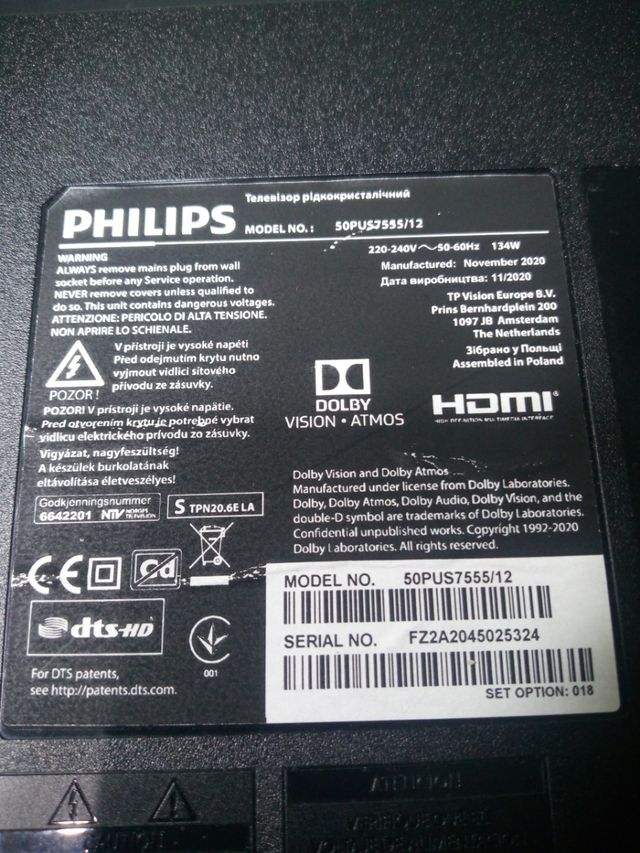 Телевізор рідкокристалічний
PHILIPS MODEL NO.: 50PUS7555/12
220-240V ~ 50-60Hz 134W
Manufactured: November 2020
Дата виробництва: 11/2020
TP Vision Europe B.V.
Prins Bernhardplein 200
1097 JB Amsterdam
The Netherlands
Зібрано у Польщі
Assembled in Poland
WARNING
ALWAYS remove mains plug from wall
socket before any Service operation.
NEVER remove covers unless qualified to
do so. This unit contains dangerous voltages.
ATTENZIONE: PERICOLO DI ALTA TENSIONE.
NON APRIRE LO SCHIENALE.
V přístroji je vysoké napětí
Před odejmutím krytu nutno
vyjmout vidlici síťového
přívodu ze zásuvky.
POZOR !
POZOR! V prístroji je vysoké napätie.
Pred otvorením krytu je potrebné vybrat
vidlicu elektrického prívodu zo zásuvky.
Vigyázat, nagyfeszültség!
A készülek burkolatának
eltávolítása életveszélyes!
DOLBY
VISION • ATMOS
HDMI
HIGH DEFINITION MULTIMEDIA INTERFACE
Godkjenningsnummer
6642201 NTV NORGES TELEVISJON
S TPN20.6E LA
Dolby Vision and Dolby Atmos
Manufactured under license from Dolby Laboratories.
Dolby, Dolby Atmos, Dolby Audio, Dolby Vision, and the
double-D symbol are trademarks of Dolby Laboratories.
Confidential unpublished works. Copyright 1992-2020
Dolby Laboratories. All rights reserved.
CE Cd
dts-HD
001
For DTS patents,
see http://patents.dts.com.
MODEL NO. 50PUS7555/12
SERIAL NO. FZ2A2045025324
SET OPTION: 018
CAUTION
ATENCION